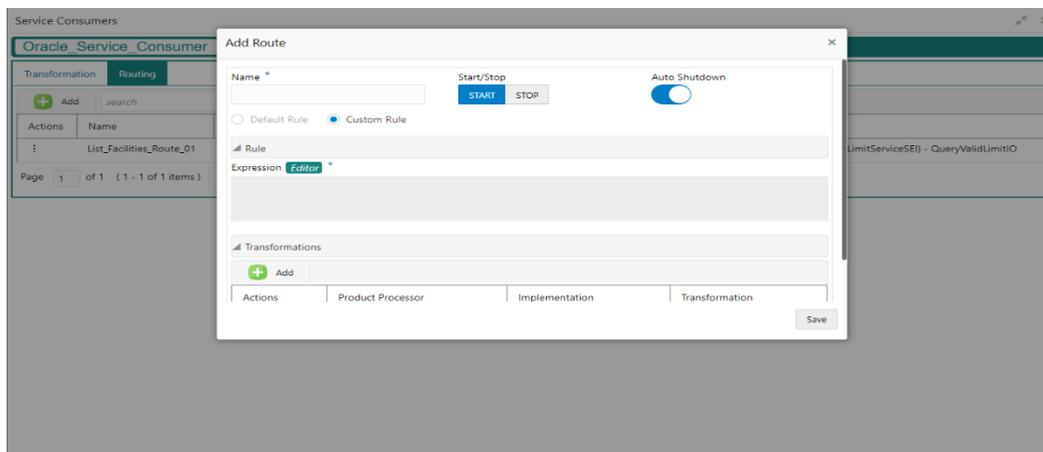 Service Consumers
Oracle_Service_Consumer
Transformation Routing
Add search
Actions Name
List_Facilities_Route_01
LimitServiceSEI) - QueryValidLimitIO
Page 1 of 1 (1 - 1 of 1 items)
Add Route
Name * Start/Stop Auto Shutdown
START STOP
Default Rule Custom Rule
Rule
Expression Editor *
Transformations
Add
Actions Product Processor Implementation Transformation
Save